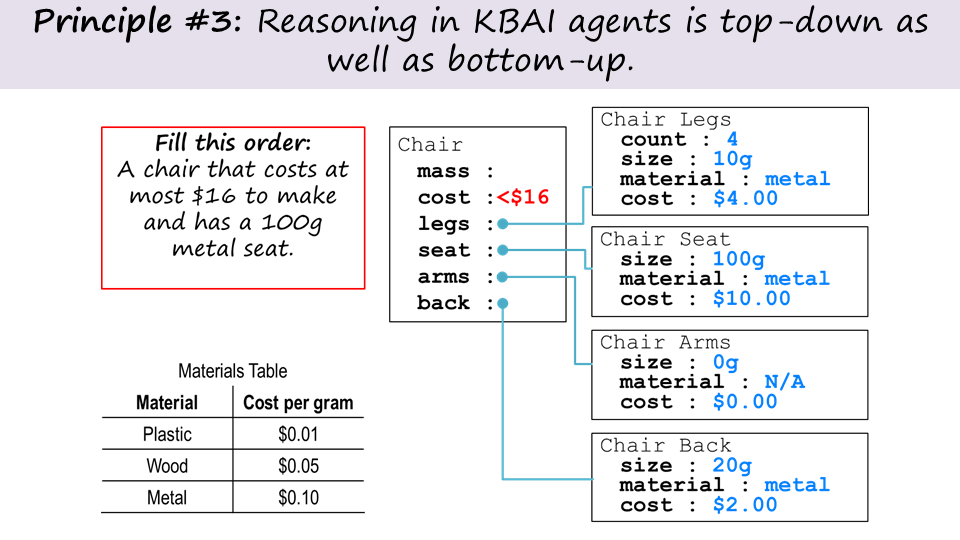 Principle #3: Reasoning in KBAI agents is top-down as
well as bottom-up.
Fill this order:
A chair that costs at
most $16 to make
and has a 100g
metal seat.
Materials Table
Material Cost per gram
Plastic $0.01
Wood $0.05
Metal $0.10
Chair
mass :
cost :<$16
legs :
seat :
arms :
back :
Chair Legs
count : 4
size : 10g
material : metal
cost : $4.00
Chair Seat
size : 100g
material : metal
cost : $10.00
Chair Arms
size : 0g
material : N/A
cost : $0.00
Chair Back
size : 20g
material : metal
cost : $2.00